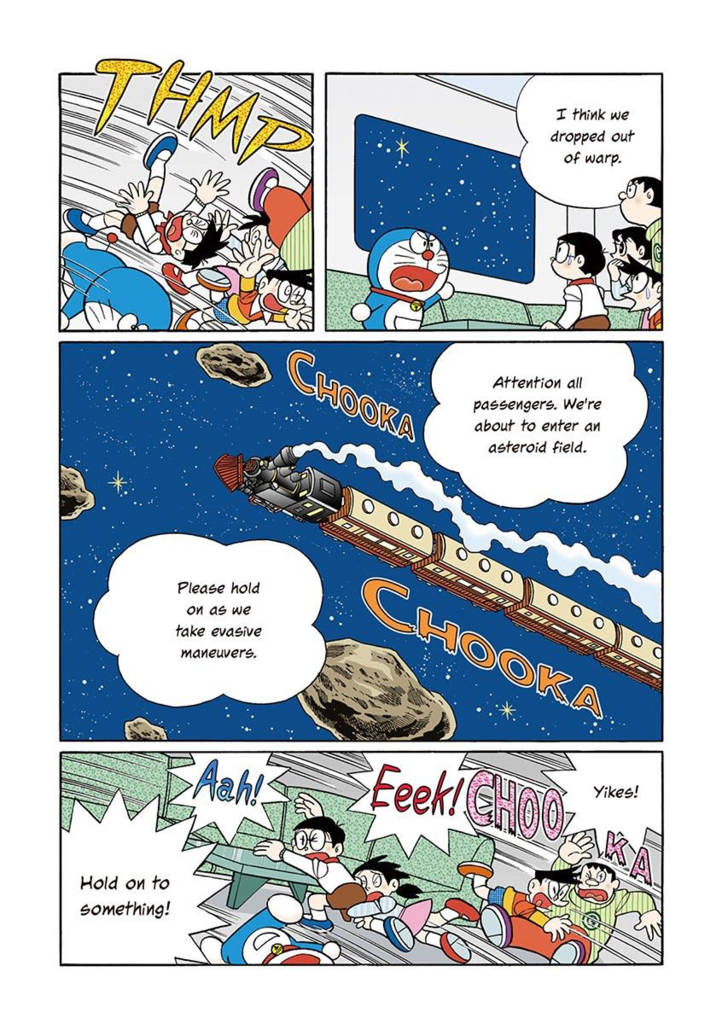 THMP
I think we
dropped out
of warp.
CHOOKA
Attention all
passengers. We're
about to enter an
asteroid field.
Please hold
on as we
take evasive
maneuvers.
CHOOKA
Hold on to
something!
Aah!
Eeek!
CHOO
KA
Yikes!